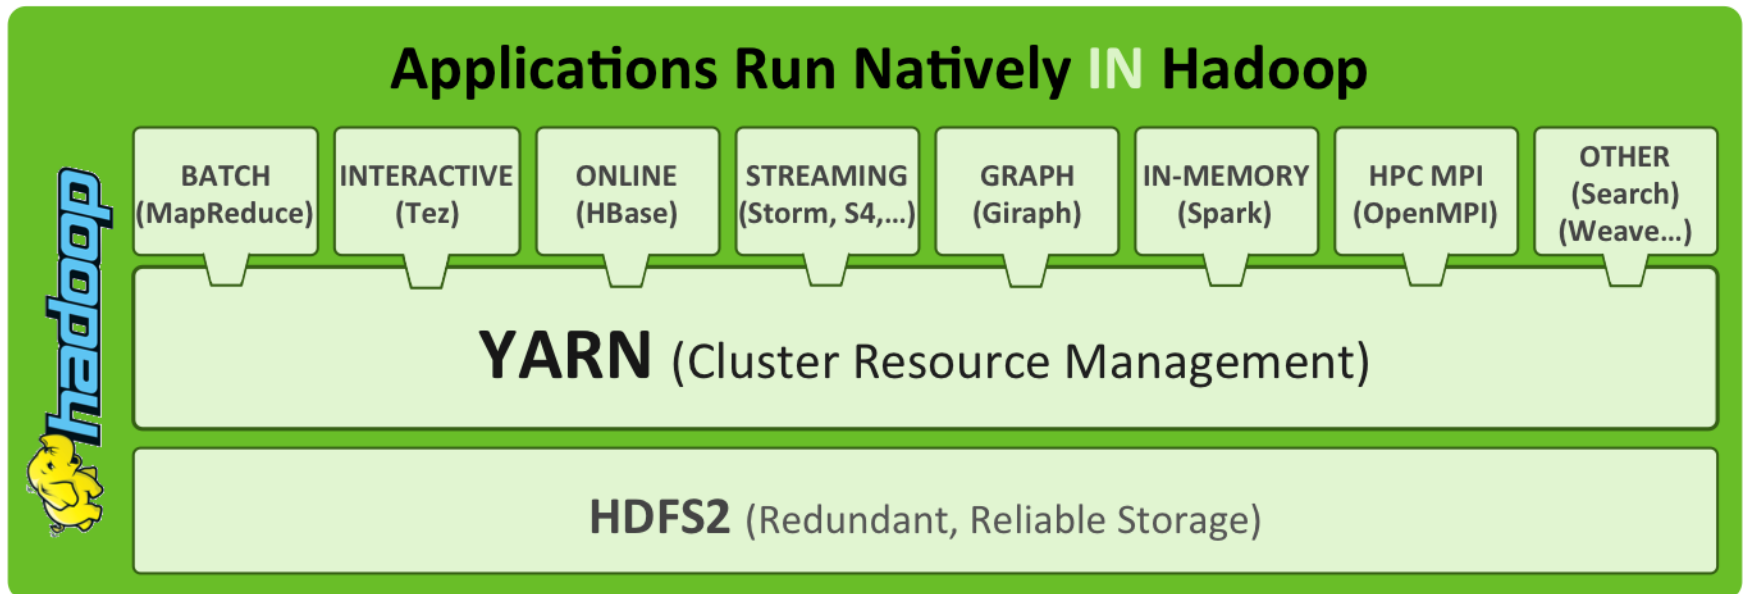 Applications Run Natively IN Hadoop
BATCH
(MapReduce)
INTERACTIVE
(Tez)
ONLINE
(HBase)
STREAMING
(Storm, S4,...)
GRAPH
(Giraph)
IN-MEMORY
(Spark)
HPC MPI
(OpenMPI)
OTHER
(Search)
(Weave...)
hadoop
YARN (Cluster Resource Management)
HDFS2 (Redundant, Reliable Storage)